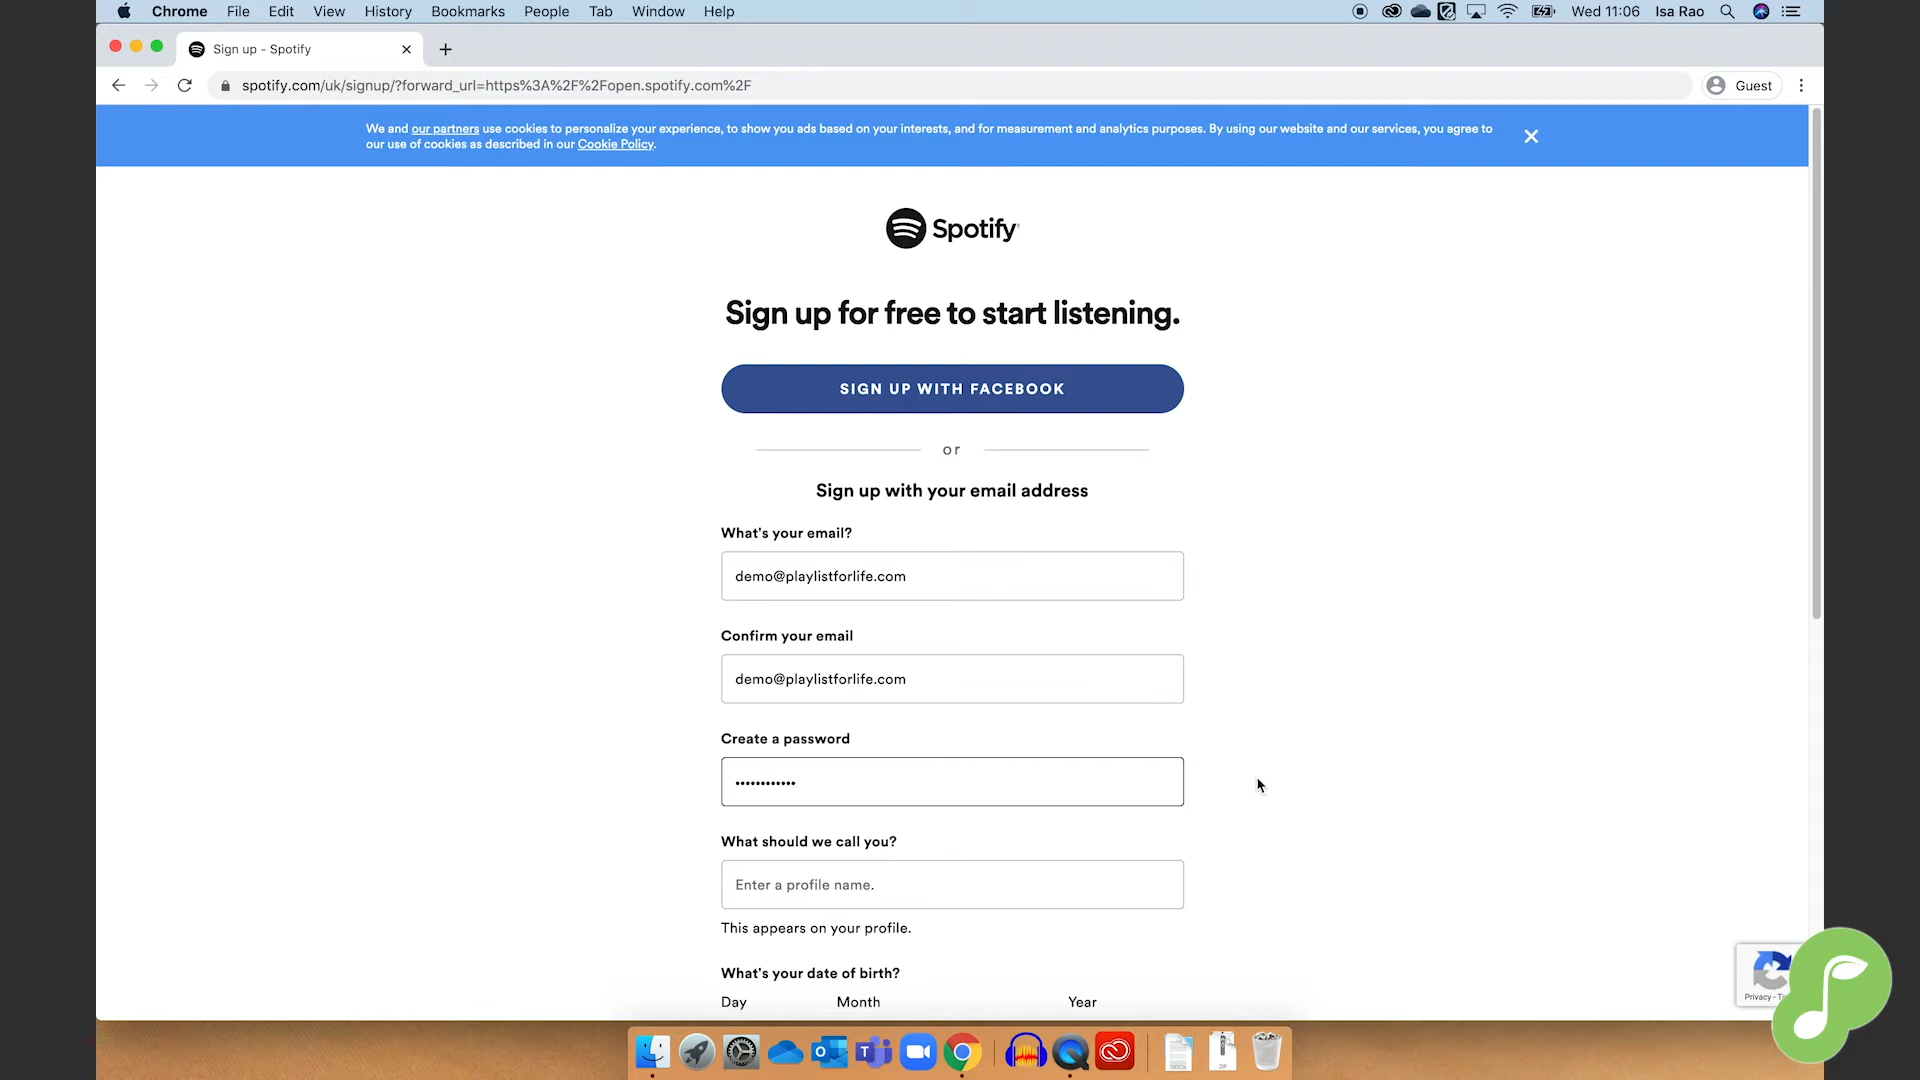 Chrome File Edit View History Bookmarks People Tab Window Help Wed 11:06 Isa Rao
Sign up - Spotify
spotify.com/uk/signup/?forward_url=https%3A%2F%2Fopen.spotify.com%2F Guest
We and our partners use cookies to personalize your experience, to show you ads based on your interests, and for measurement and analytics purposes. By using our website and our services, you agree to
our use of cookies as described in our Cookie Policy.
Spotify
Sign up for free to start listening.
SIGN UP WITH FACEBOOK
or
Sign up with your email address
What's your email?
demo@playlistforlife.com
Confirm your email
demo@playlistforlife.com
Create a password
••••••••••••
What should we call you?
Enter a profile name.
This appears on your profile.
What's your date of birth?
Day Month Year
Privacy -
DOCX
ZIP